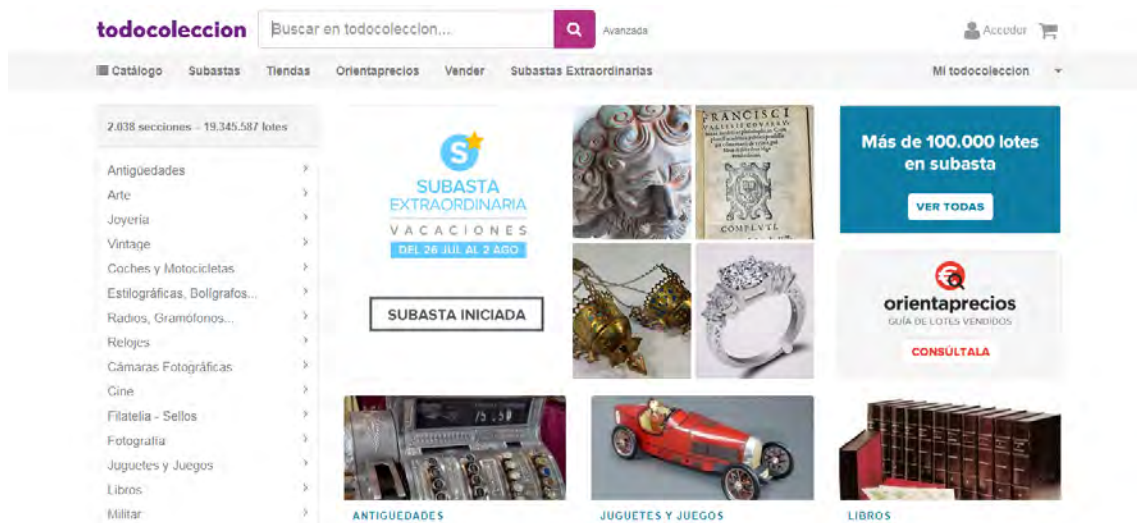 todocoleccion
Buscar en todocoleccion...
Avanzada
Acceder
Catálogo Subastas Tiendas Orientaprecios Vender Subastas Extraordinarias
Mi todocoleccion
2.038 secciones – 19.345.587 lotes
Antigüedades
Arte
Joyería
Vintage
Coches y Motocicletas
Estilográficas, Bolígrafos...
Radios, Gramófonos...
Relojes
Cámaras Fotográficas
Cine
Filatelia - Sellos
Fotografía
Juguetes y Juegos
Libros
Militar
S
SUBASTA
EXTRAORDINARIA
VACACIONES
DEL 26 JUL AL 2 AGO
SUBASTA INICIADA
FRANCISCI
COMPLVTI.
Más de 100.000 lotes
en subasta
VER TODAS
orientaprecios
GUÍA DE LOTES VENDIDOS
CONSÚLTALA
ANTIGÜEDADES
JUGUETES Y JUEGOS
LIBROS